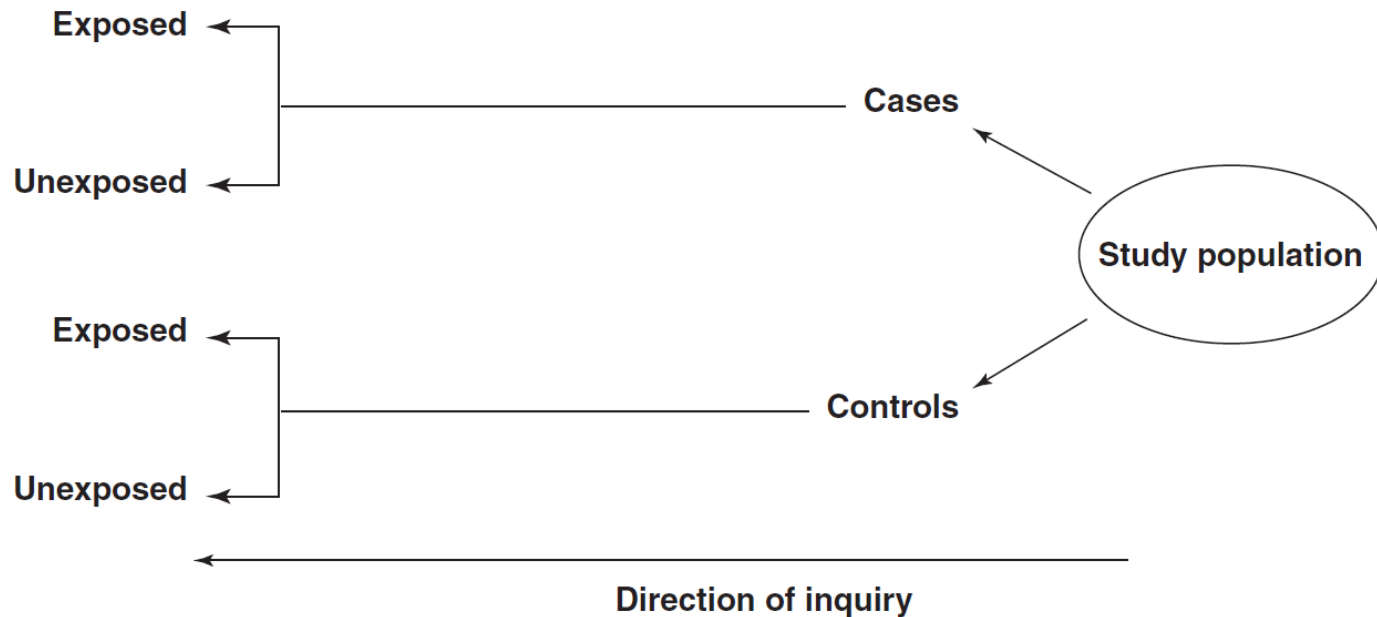 Exposed
Cases
Unexposed
Study population
Exposed
Controls
Unexposed
Direction of inquiry